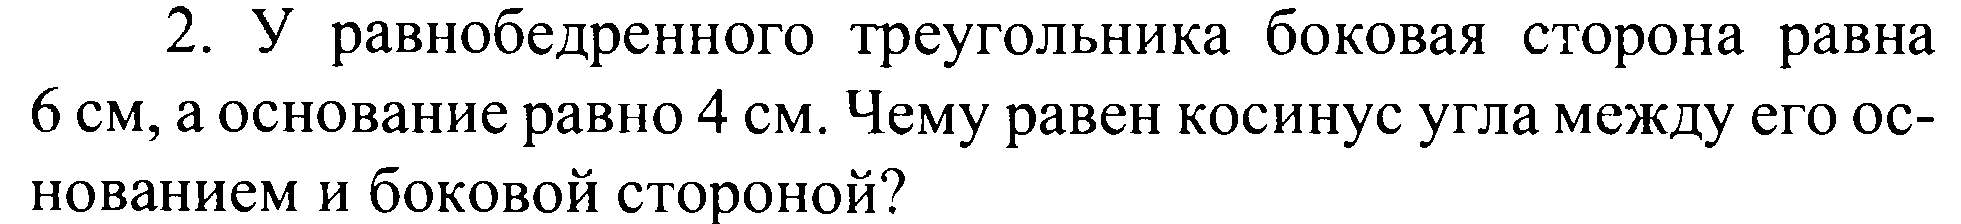 2. У равнобедренного треугольника боковая сторона равна
6 см, а основание равно 4 см. Чему равен косинус угла между его ос-
нованием и боковой стороной?